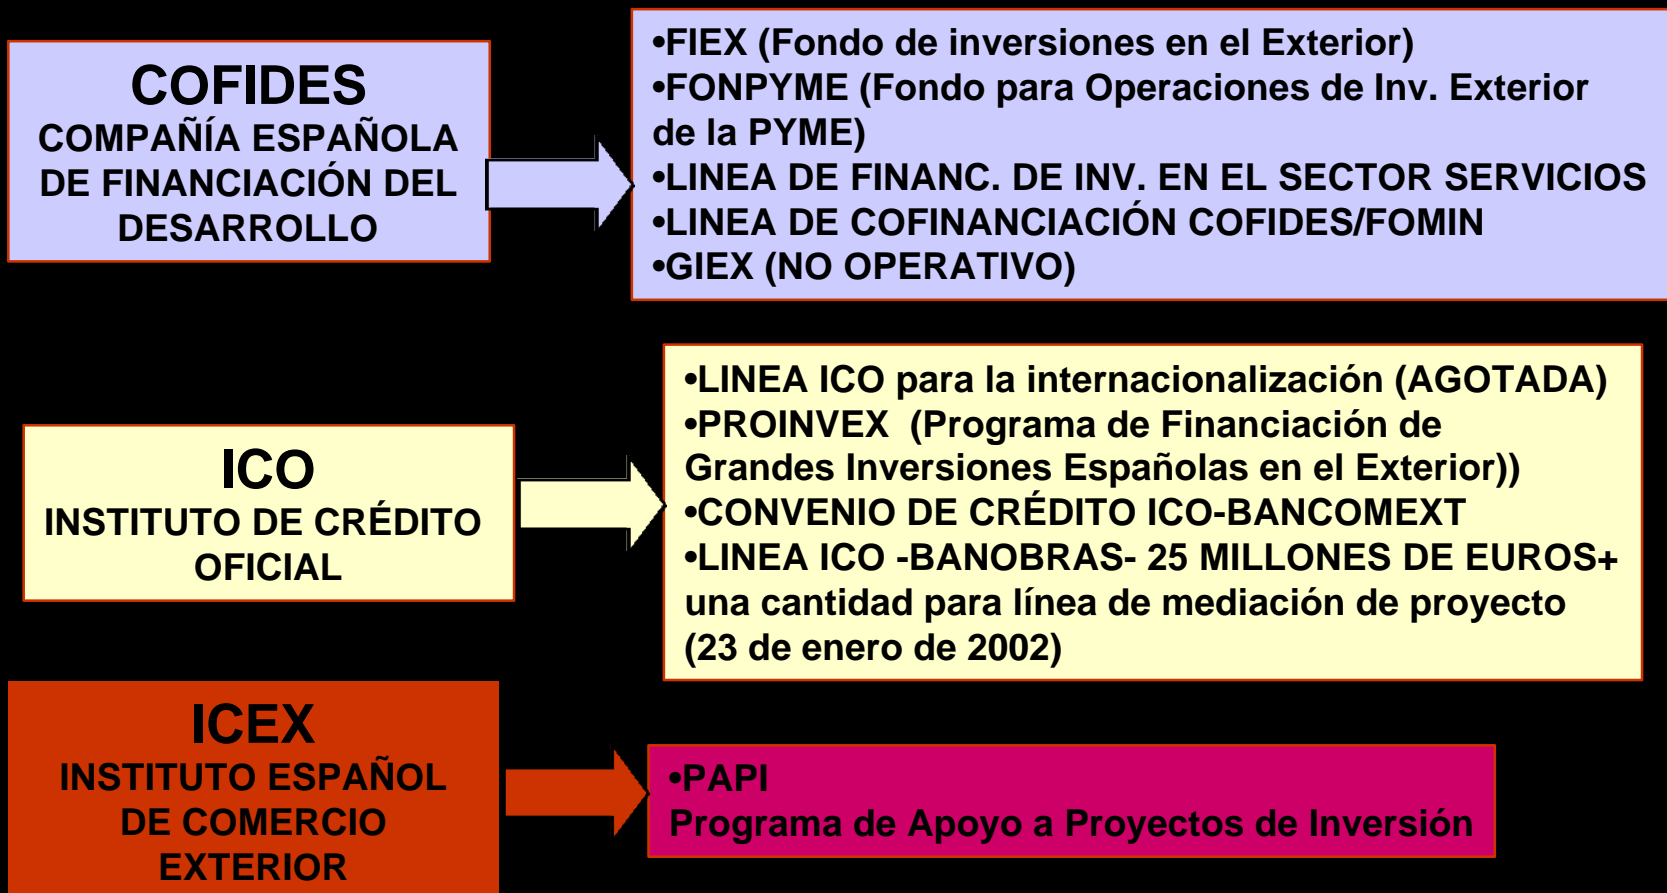 COFIDES
COMPAÑÍA ESPAÑOLA
DE FINANCIACIÓN DEL
DESARROLLO
•FIEX (Fondo de inversiones en el Exterior)
•FONPYME (Fondo para Operaciones de Inv. Exterior
de la PYME)
•LINEA DE FINANC. DE INV. EN EL SECTOR SERVICIOS
•LINEA DE COFINANCIACIÓN COFIDES/FOMIN
•GIEX (NO OPERATIVO)
ICO
INSTITUTO DE CRÉDITO
OFICIAL
•LINEA ICO para la internacionalización (AGOTADA)
•PROINVEX (Programa de Financiación de
Grandes Inversiones Españolas en el Exterior))
•CONVENIO DE CRÉDITO ICO-BANCOMEXT
•LINEA ICO -BANOBRAS- 25 MILLONES DE EUROS+
una cantidad para línea de mediación de proyecto
(23 de enero de 2002)
ICEX
INSTITUTO ESPAÑOL
DE COMERCIO
EXTERIOR
•PAPI
Programa de Apoyo a Proyectos de Inversión